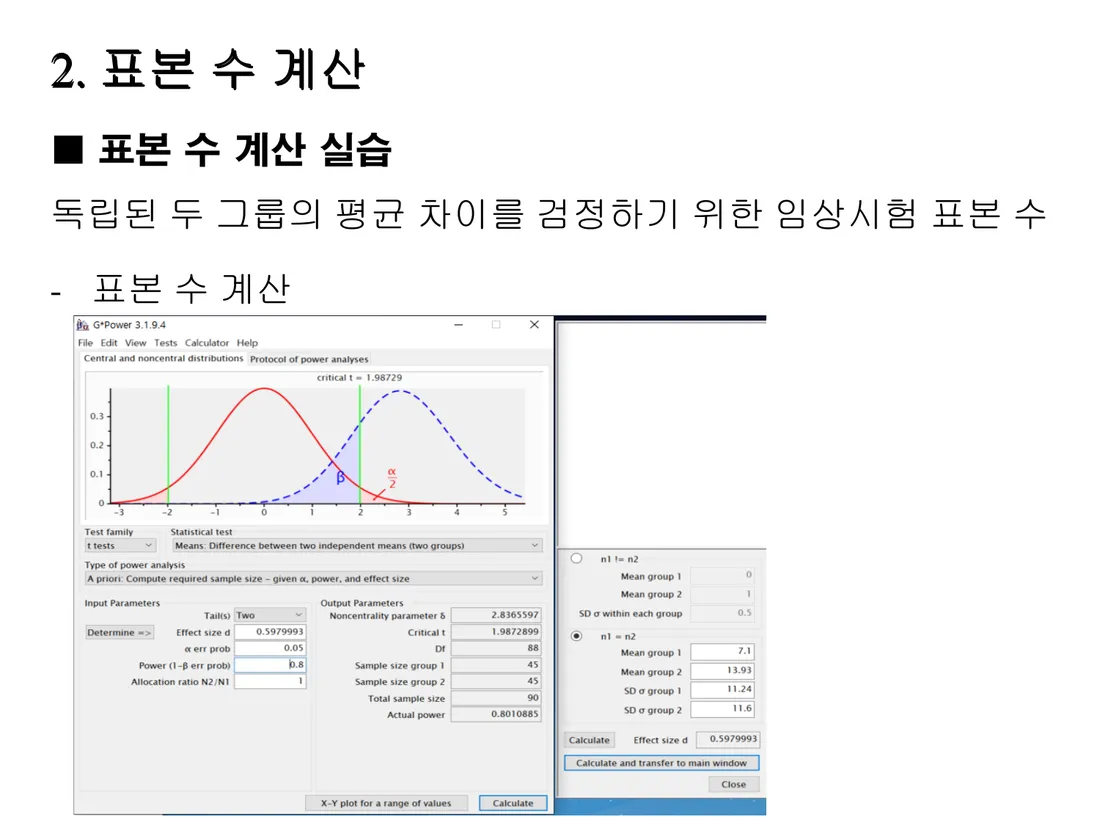 2. 표본 수 계산
■ 표본 수 계산 실습
독립된 두 그룹의 평균 차이를 검정하기 위한 임상시험 표본 수
- 표본 수 계산
βα G*Power 3.1.9.4
File Edit View Tests Calculator Help
Central and noncentral distributions Protocol of power analyses
critical t = 1.98729
0.3
0.2
0.1
0
β
α
2
-3 -2 -1 0 1 2 3 4 5
Test family Statistical test
t tests Means: Difference between two independent means (two groups)
Type of power analysis
A priori: Compute required sample size – given α, power, and effect size
Input Parameters
Tail(s) Two
Determine => Effect size d 0.5979993
α err prob 0.05
Power (1-β err prob) 0.8
Allocation ratio N2/N1 1
Output Parameters
Noncentrality parameter δ 2.8365597
Critical t 1.9872899
Df 88
Sample size group 1 45
Sample size group 2 45
Total sample size 90
Actual power 0.8010885
X-Y plot for a range of values Calculate
n1 != n2
Mean group 1 0
Mean group 2 1
SD σ within each group 0.5
n1 = n2
Mean group 1 7.1
Mean group 2 13.93
SD σ group 1 11.24
SD σ group 2 11.6
Calculate Effect size d 0.5979993
Calculate and transfer to main window
Close